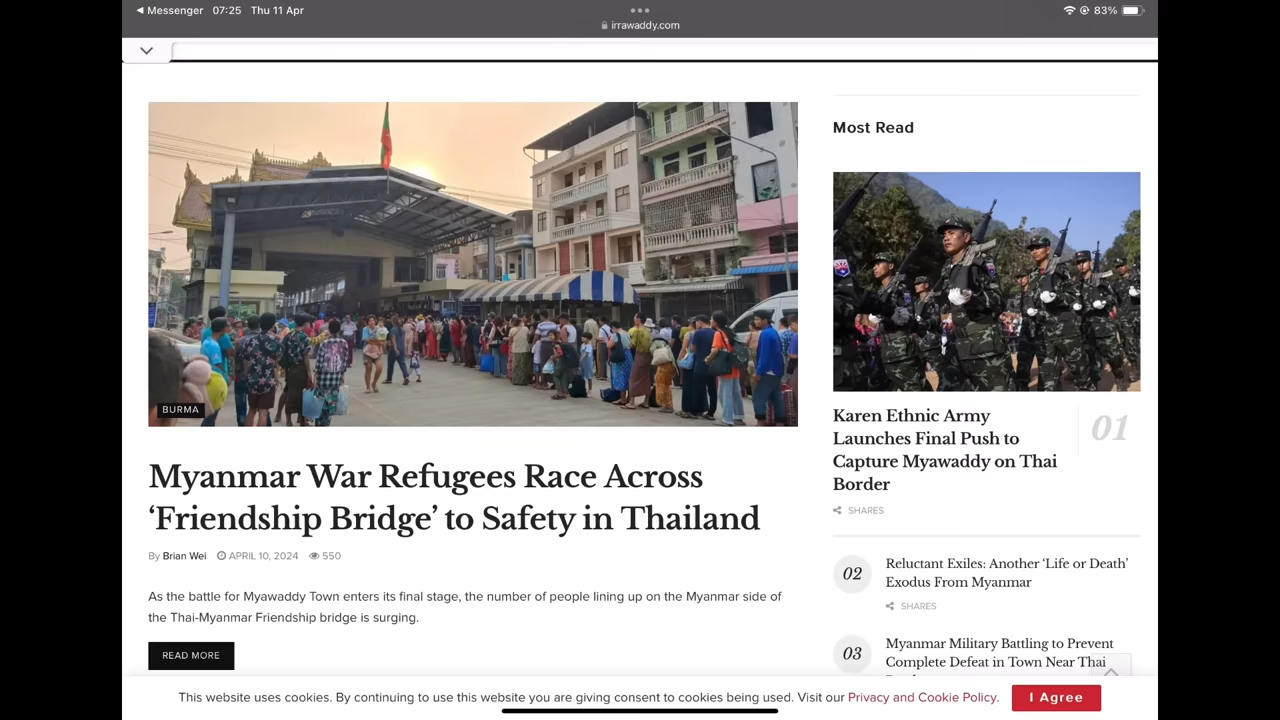 Messenger 07:25 Thu 11 Apr
83%
irrawaddy.com
BURMA
Myanmar War Refugees Race Across
‘Friendship Bridge’ to Safety in Thailand
By Brian Wei APRIL 10, 2024 550
As the battle for Myawaddy Town enters its final stage, the number of people lining up on the Myanmar side of
the Thai-Myanmar Friendship bridge is surging.
READ MORE
Most Read
Karen Ethnic Army
Launches Final Push to
Capture Myawaddy on Thai
Border
01
SHARES
02
Reluctant Exiles: Another ‘Life or Death’
Exodus From Myanmar
SHARES
03
Myanmar Military Battling to Prevent
Complete Defeat in Town Near Thai
This website uses cookies. By continuing to use this website you are giving consent to cookies being used. Visit our Privacy and Cookie Policy.
I Agree